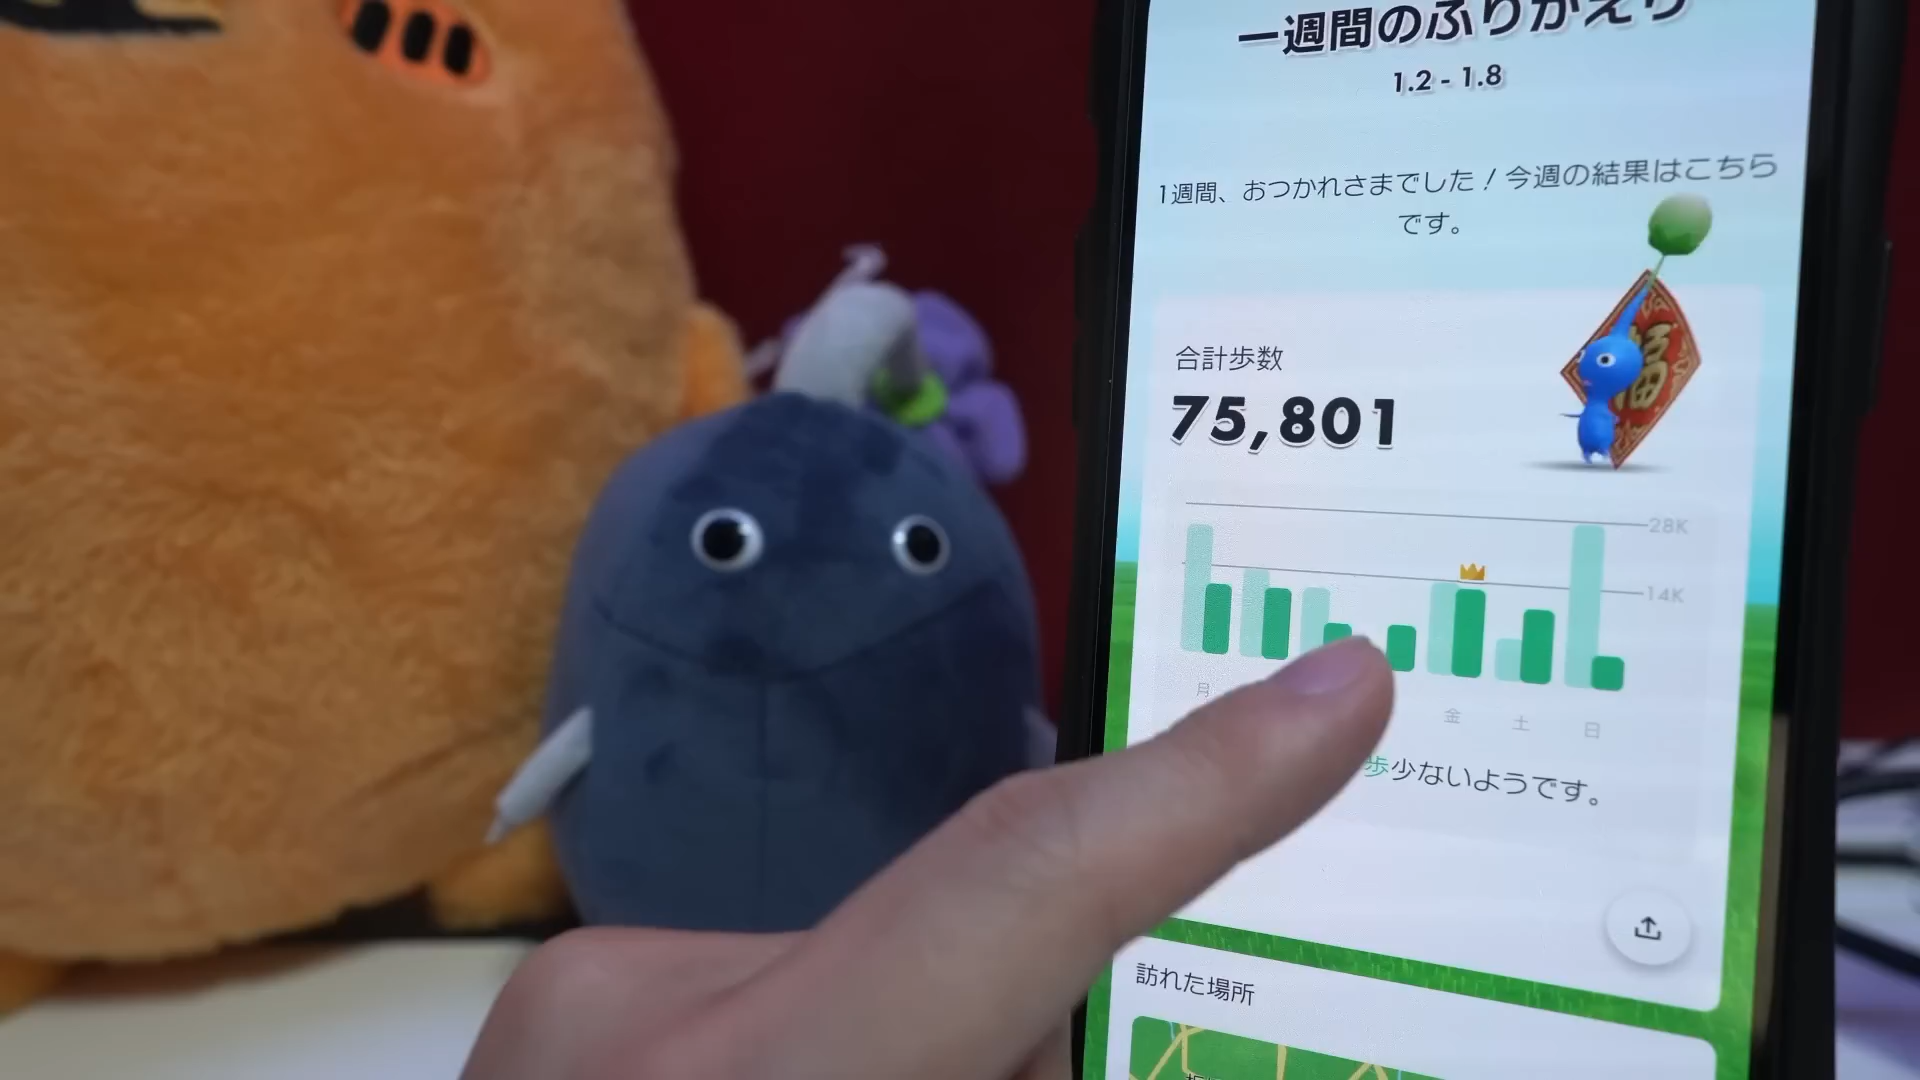 一週間のふりかえり
1.2 - 1.8
1週間、おつかれさまでした！今週の結果はこちら
です。
福
合計歩数
75,801
28K
14K
月
金
土
日
歩少ないようです。
訪れた場所